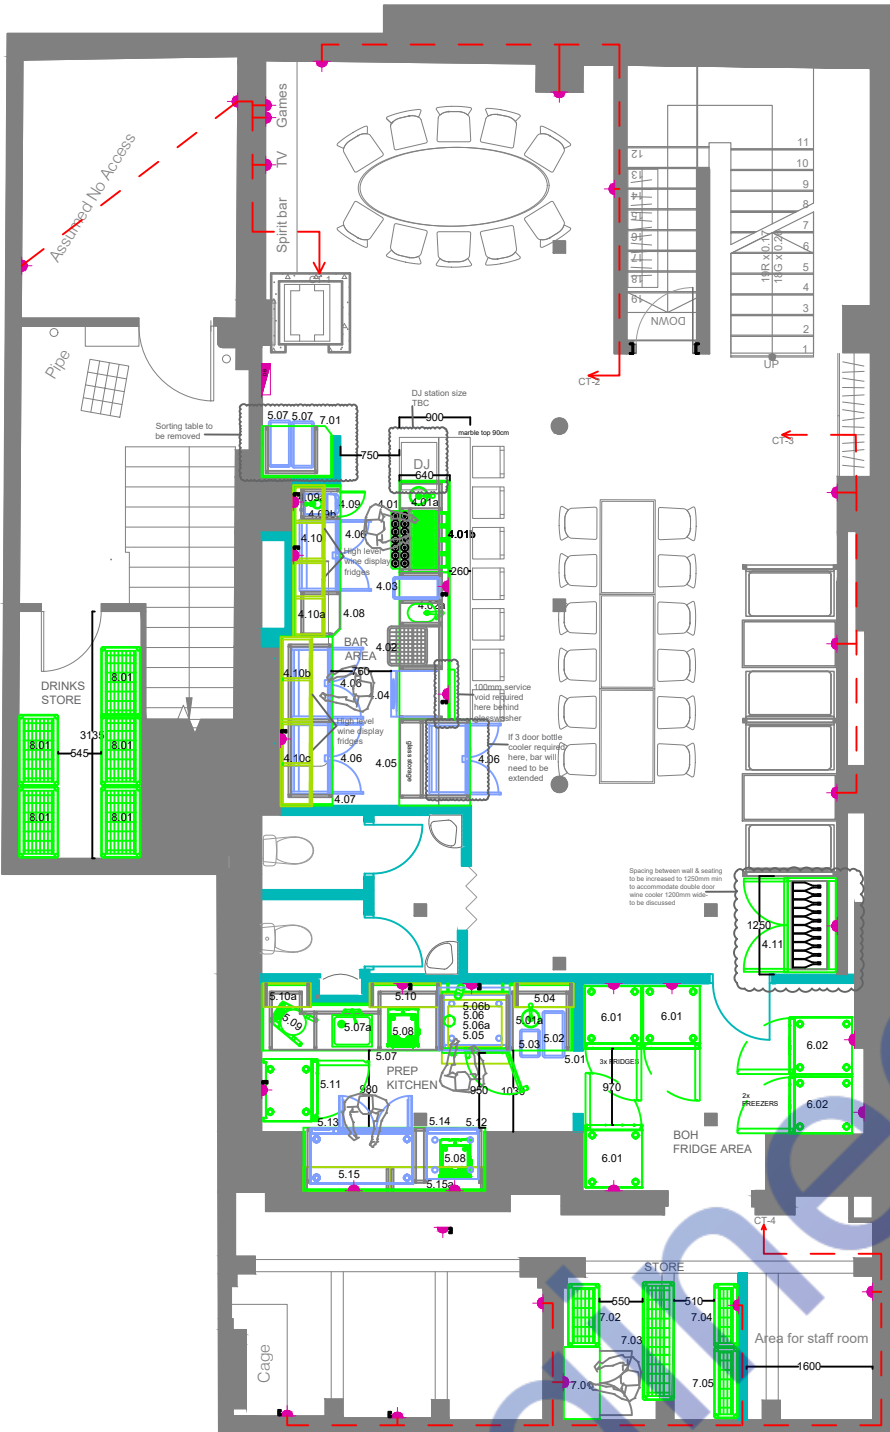 Assumed No Access
Games
TV
Spirit bar
12
13
14
15
16
17
18
19
DOWN
11
10
9
8
7
6
5
4
3
2
1
19R x 0.17
UP
CT-2
CT-3
Pipe
Sorting table to
be removed
5.07 5.07
7.01
750
DJ station size
TBC
900
marble top 90cm
DJ
640
4.09
4.01
4.01a
4.01b
4.06
4.10
High level
wine display
fridges
260
4.03
4.10a
4.08
4.02a
4.02
BAR
AREA
760
4.10b
4.06
4.04
100mm service
void required
here behind
glasswasher
High level
wine display
fridges
4.10c
4.06
4.05
glass storage
4.06
If 3 door bottle
cooler required
here, bar will
need to be
extended
4.07
DRINKS
STORE
8.01
8.01
8.01
3135
545
8.01
8.01
Spacing between wall & seating
to be increased to 1250mm min
to accommodate double door
wine cooler 1200mm wide-
to be discussed
1250
4.11
5.10a
5.10
5.09
5.07a
5.08
5.07
5.06b
5.06
5.06a
5.05
5.04
5.01a
5.03
5.02
5.01
6.01
6.01
6.02
6.02
3x FRIDGES
970
2x
FREEZERS
5.11
980
PREP
KITCHEN
950
5.13
5.14
5.12
5.15
5.08
5.15a
6.01
BOH
FRIDGE AREA
CT-4
STORE
550
510
7.02
7.03
7.04
7.01
7.05
Area for staff room
1600
Cage